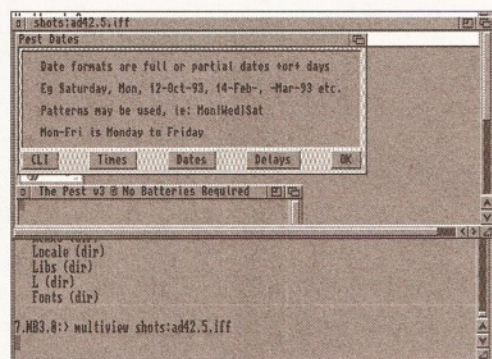 shots:ad42.5.iff
Pest Dates
Date formats are full or partial dates +or+ days
Eg Saturday, Mon, 12-Oct-93, 14-Feb-, -Mar-93 etc.
Patterns may be used, ie: Mon|Wed|Sat
Mon-Fri is Monday to Friday
CLI Times Dates Delays OK
The Pest v3 © No Batteries Required
(dir)
Locale (dir)
Libs (dir)
L (dir)
Fonts (dir)
7.WB3.0:> multiview shots:ad42.5.iff